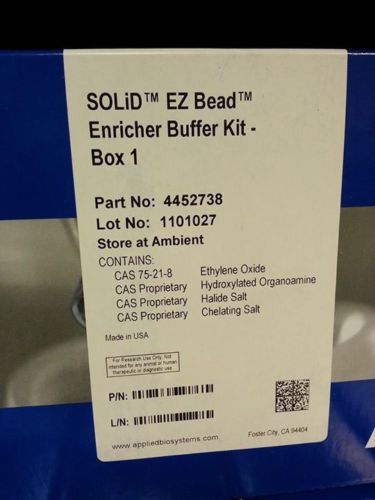 SOLiD™ EZ Bead™
Enricher Buffer Kit -
Box 1
Part No: 4452738
Lot No: 1101027
Store at Ambient
CONTAINS:
CAS 75-21-8 Ethylene Oxide
CAS Proprietary Hydroxylated Organoamine
CAS Proprietary Halide Salt
CAS Proprietary Chelating Salt
Made in USA
For Research Use Only. Not
intended for any animal or human
therapeutic or diagnostic use
P/N:
L/N:
www.appliedbiosystems.com
Foster City, CA 94404